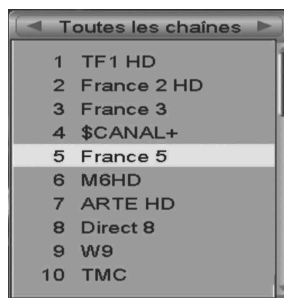 Toutes les chaînes
1 TF1 HD
2 France 2 HD
3 France 3
4 $CANAL+
5 France 5
6 M6HD
7 ARTE HD
8 Direct 8
9 W9
10 TMC